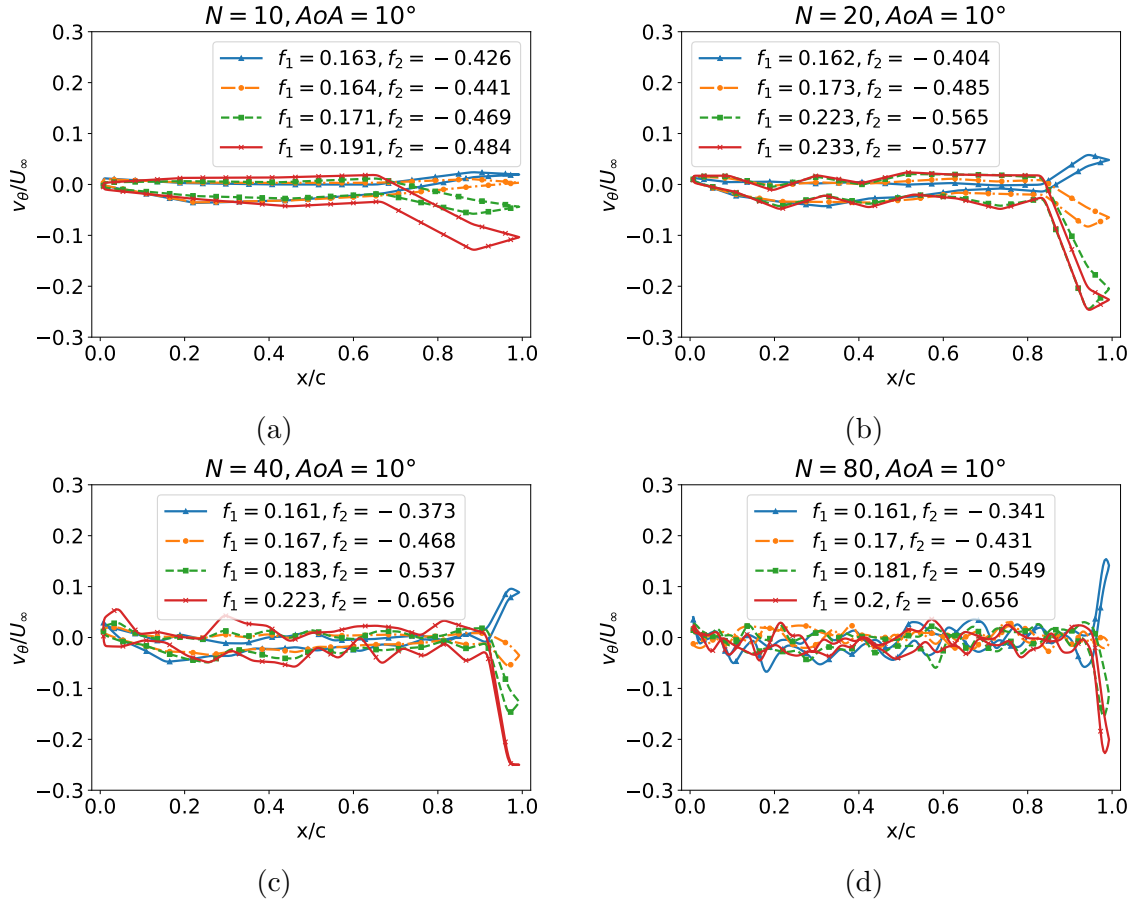 N = 10, AoA = 10°
f₁ = 0.163, f₂ = −0.426
f₁ = 0.164, f₂ = −0.441
f₁ = 0.171, f₂ = −0.469
f₁ = 0.191, f₂ = −0.484
0.3
0.2
0.1
0.0
−0.1
−0.2
−0.3
v_θ/U_∞
0.0 0.2 0.4 0.6 0.8 1.0
x/c
(a)
N = 20, AoA = 10°
f₁ = 0.162, f₂ = −0.404
f₁ = 0.173, f₂ = −0.485
f₁ = 0.223, f₂ = −0.565
f₁ = 0.233, f₂ = −0.577
0.3
0.2
0.1
0.0
−0.1
−0.2
−0.3
v_θ/U_∞
0.0 0.2 0.4 0.6 0.8 1.0
x/c
(b)
N = 40, AoA = 10°
f₁ = 0.161, f₂ = −0.373
f₁ = 0.167, f₂ = −0.468
f₁ = 0.183, f₂ = −0.537
f₁ = 0.223, f₂ = −0.656
0.3
0.2
0.1
0.0
−0.1
−0.2
−0.3
v_θ/U_∞
0.0 0.2 0.4 0.6 0.8 1.0
x/c
(c)
N = 80, AoA = 10°
f₁ = 0.161, f₂ = −0.341
f₁ = 0.17, f₂ = −0.431
f₁ = 0.181, f₂ = −0.549
f₁ = 0.2, f₂ = −0.656
0.3
0.2
0.1
0.0
−0.1
−0.2
−0.3
v_θ/U_∞
0.0 0.2 0.4 0.6 0.8 1.0
x/c
(d)